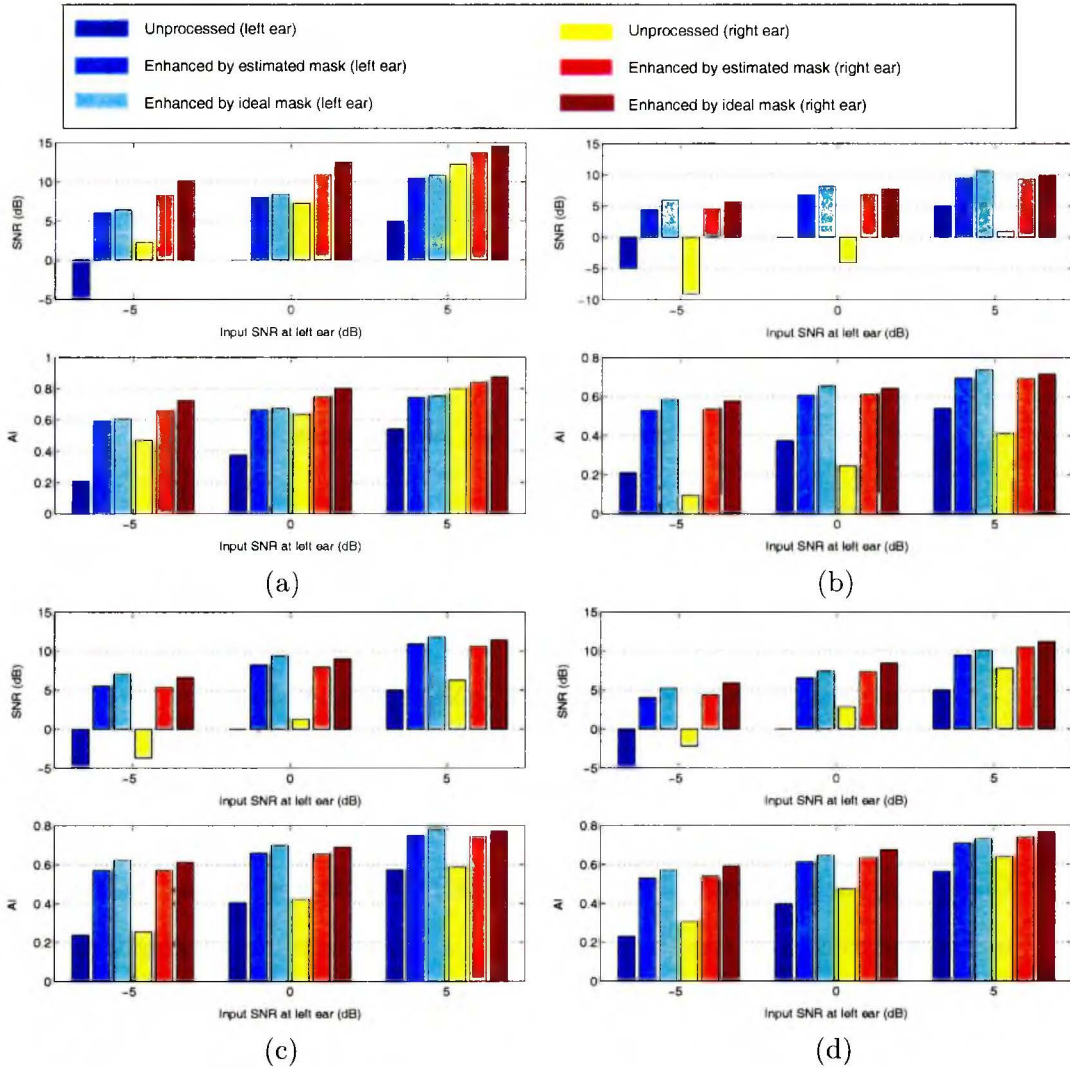 Unprocessed (left ear)
Enhanced by estimated mask (left ear)
Enhanced by ideal mask (left ear)
Unprocessed (right ear)
Enhanced by estimated mask (right ear)
Enhanced by ideal mask (right ear)
15
10
5
0
-5
SNR (dB)
-5 0 5
Input SNR at left ear (dB)
1
0.8
0.6
0.4
0.2
0
AI
-5 0 5
Input SNR at left ear (dB)
(a)
15
10
5
0
-5
-10
SNR (dB)
-5 0 5
Input SNR at left ear (dB)
0.8
0.6
0.4
0.2
0
AI
-5 0 5
Input SNR at left ear (dB)
(b)
15
10
5
0
-5
SNR (dB)
-5 0 5
Input SNR at left ear (dB)
0.8
0.6
0.4
0.2
0
AI
-5 0 5
Input SNR at left ear (dB)
(c)
15
10
5
0
-5
SNR (dB)
-5 0 5
Input SNR at left ear (dB)
0.8
0.6
0.4
0.2
0
AI
-5 0 5
Input SNR at left ear (dB)
(d)